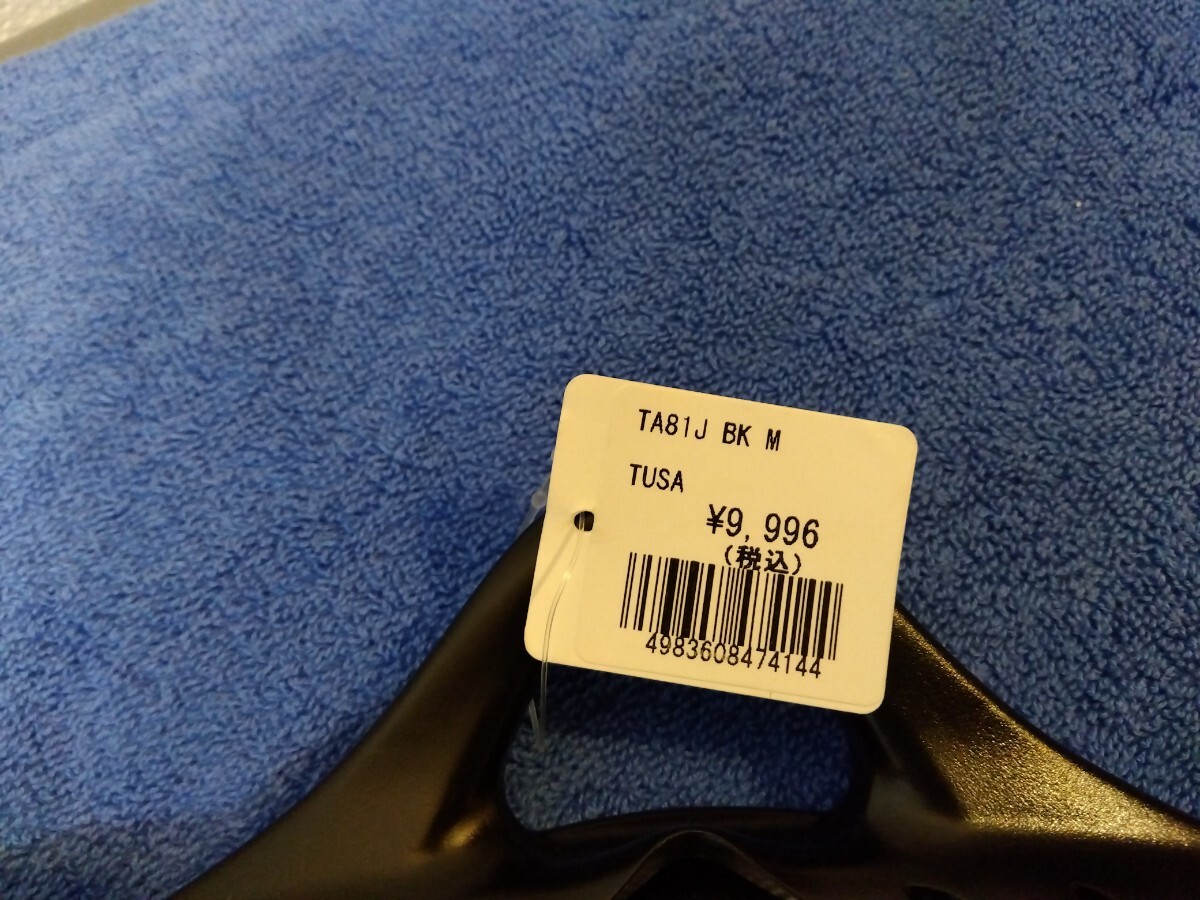 TA81J BK M
TUSA
¥9,996
(税込)
4983608474144